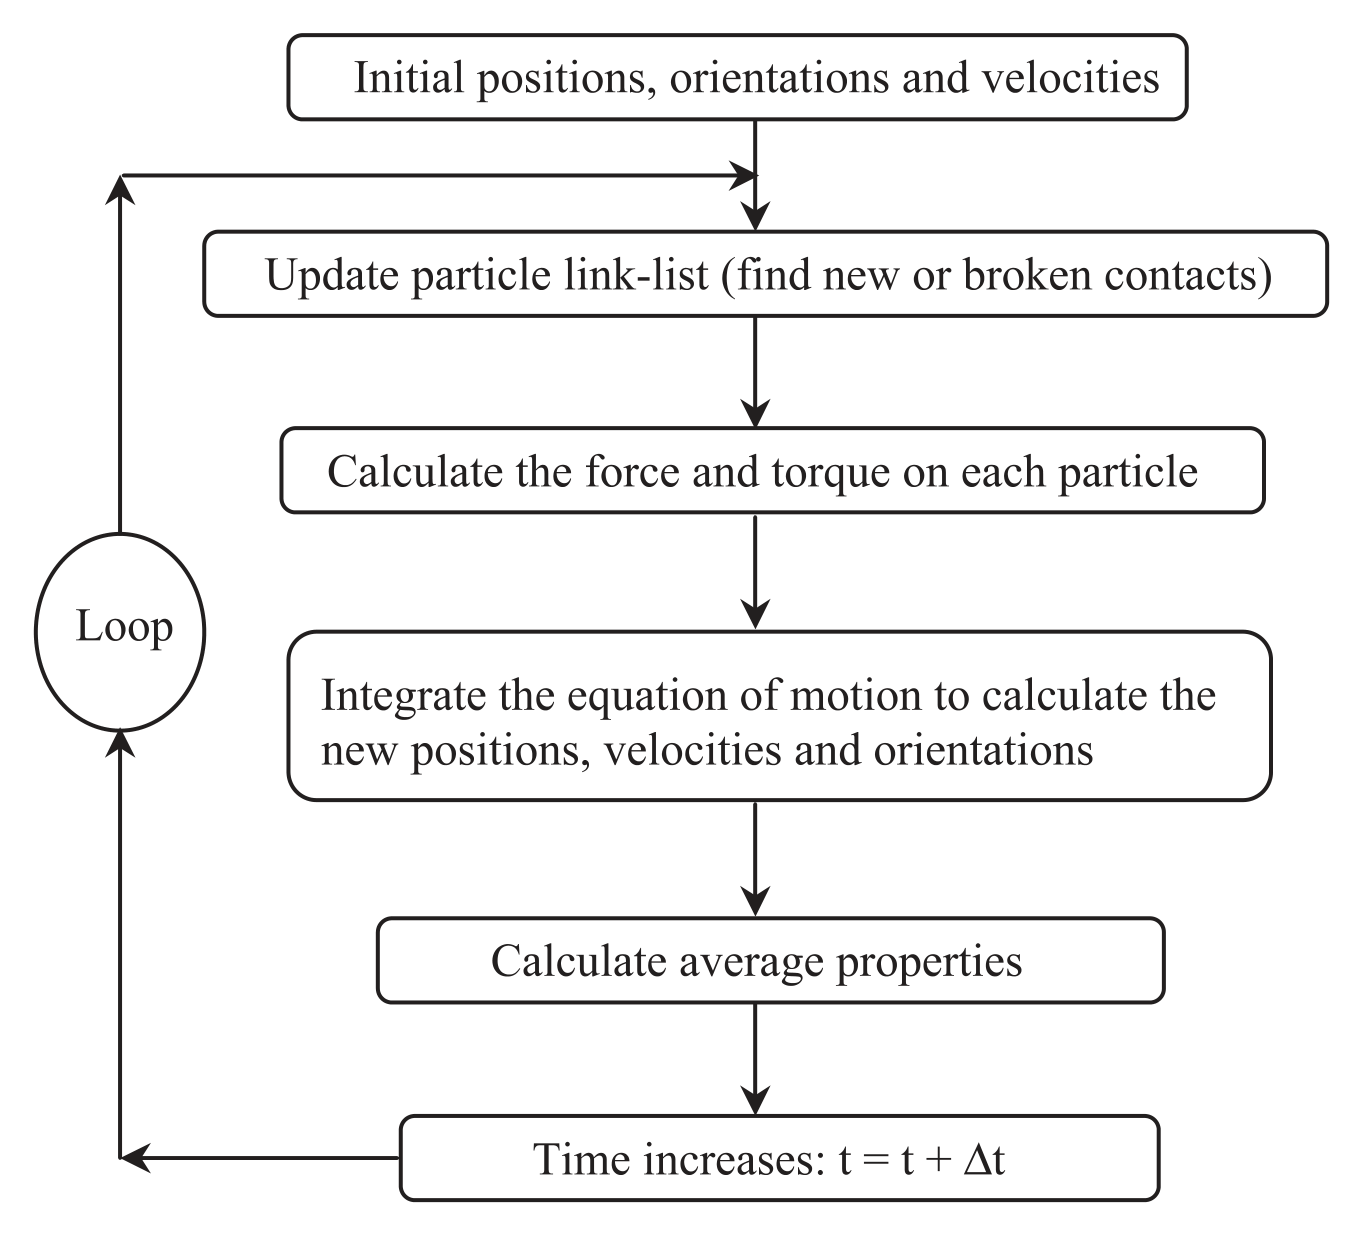 Initial positions, orientations and velocities
Update particle link-list (find new or broken contacts)
Calculate the force and torque on each particle
Loop
Integrate the equation of motion to calculate the
new positions, velocities and orientations
Calculate average properties
Time increases: t = t + Δt